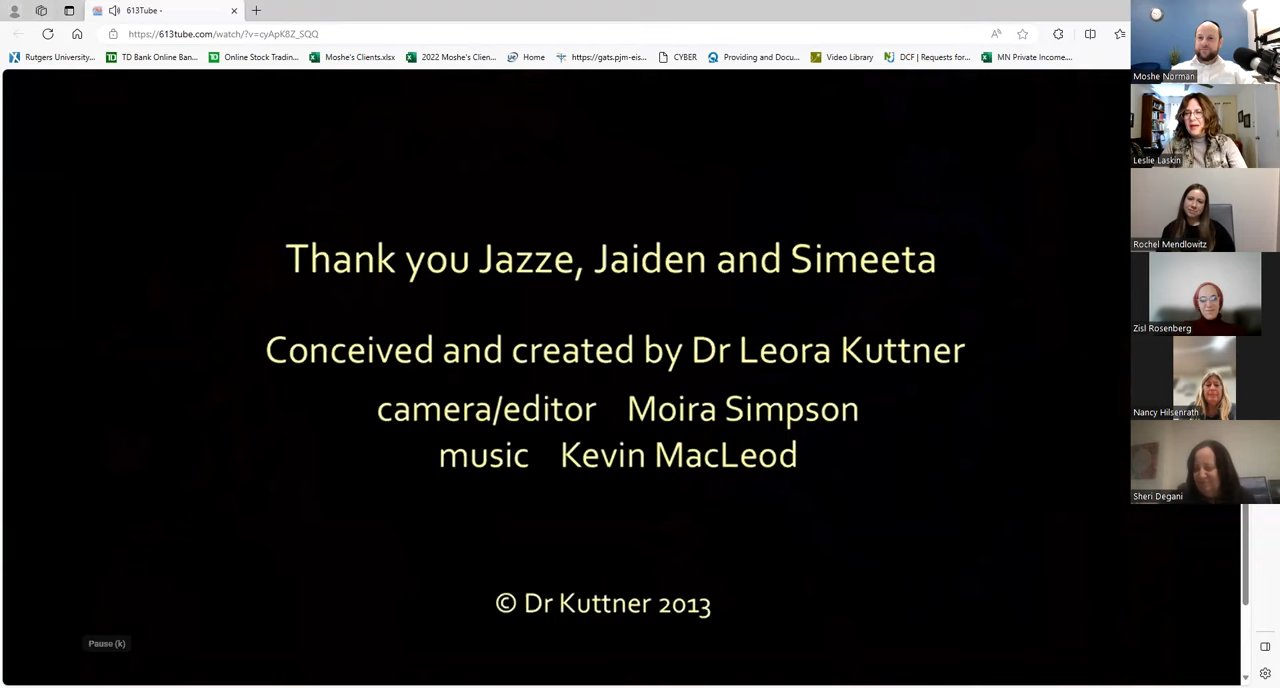 613Tube -
https://613tube.com/watch/?v=cyApK8Z_SQQ
Rutgers University...
TD Bank Online Ban...
Online Stock Tradin...
Moshe's Clients.xlsx
2022 Moshe's Clien...
Home
https://gats.pjm-eis...
CYBER
Providing and Docu...
Video Library
DCF | Requests for...
MN Private Income....
Thank you Jazze, Jaiden and Simeeta
Conceived and created by Dr Leora Kuttner
camera/editor Moira Simpson
music Kevin MacLeod
© Dr Kuttner 2013
Pause (k)
Moshe Norman
Leslie Laskin
Rochel Mendlowitz
Zisl Rosenberg
Nancy Hilsenrath
Sheri Degani